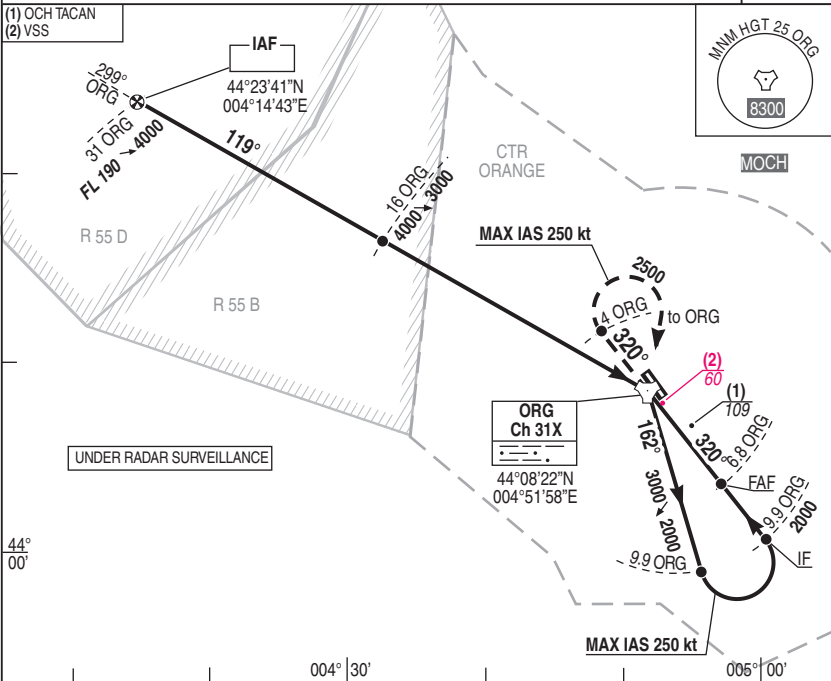 (1) OCH TACAN
(2) VSS
IAF
44°23'41"N
004°14'43"E
299°
ORG
31 ORG
FL 190 → 4000
119°
16 ORG
4000 → 3000
CTR
ORANGE
MNM HGT 25 ORG
8300
MOCH
R 55 D
R 55 B
MAX IAS 250 kt
2500
4 ORG
to ORG
320°
(2)
60
(1)
109
ORG
Ch 31X
44°08'22"N
004°51'58"E
162°
3000 → 2000
320°
6.8 ORG
FAF
9.9 ORG
2000
IF
9.9 ORG
UNDER RADAR SURVEILLANCE
44°
00'
MAX IAS 250 kt
004° 30'
005° 00'